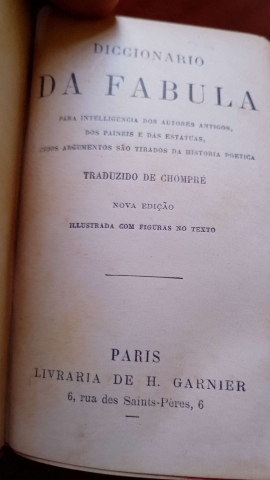 DICCIONARIO
DA FABULA
PARA INTELLIGENCIA DOS AUTORES ANTIGOS,
DOS PAINEIS E DAS ESTATUAS,
CUJOS ARGUMENTOS SÃO TIRADOS DA HISTORIA POETICA
TRADUZIDO DE CHOMPRÉ
NOVA EDIÇÃO
ILLUSTRADA COM FIGURAS NO TEXTO
PARIS
LIVRARIA DE H. GARNIER
6, rue des Saints-Pères, 6